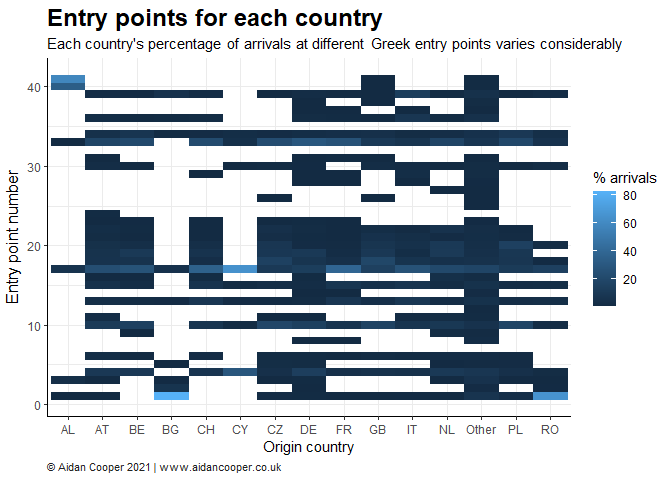 Entry points for each country
Each country's percentage of arrivals at different Greek entry points varies considerably
Entry point number
40
30
20
10
0
AL AT BE BG CH CY CZ DE FR GB IT NL Other PL RO
Origin country
% arrivals
80
60
40
20
© Aidan Cooper 2021 | www.aidancooper.co.uk